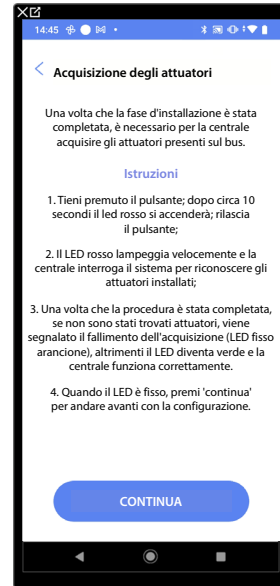 14:45
Acquisizione degli attuatori
Una volta che la fase d'installazione è stata
completata, è necessario per la centrale
acquisire gli attuatori presenti sul bus.
Istruzioni
1. Tieni premuto il pulsante; dopo circa 10
secondi il led rosso si accenderà; rilascia
il pulsante;
2. Il LED rosso lampeggia velocemente e la
centrale interroga il sistema per riconoscere gli
attuatori installati;
3. Una volta che la procedura è stata completata,
se non sono stati trovati attuatori, viene
segnalato il fallimento dell'acquisizione (LED fisso
arancione), altrimenti il LED diventa verde e la
centrale funziona correttamente.
4. Quando il LED è fisso, premi 'continua'
per andare avanti con la configurazione.
CONTINUA